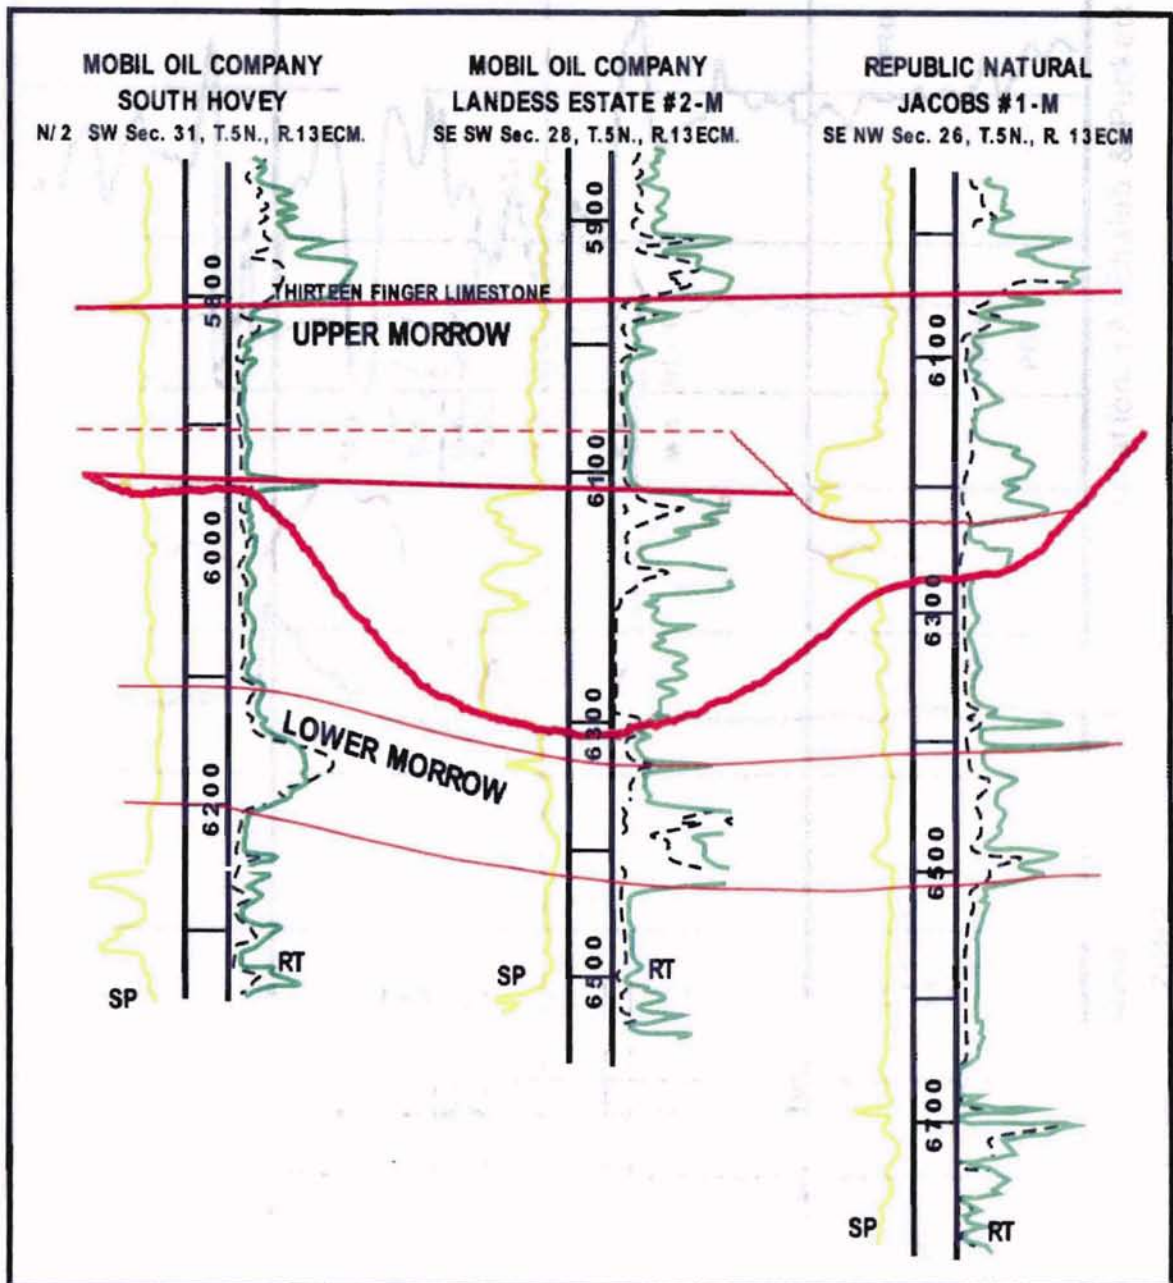 MOBIL OIL COMPANY
SOUTH HOVEY
N/2 SW Sec. 31, T.5N., R.13ECM.
MOBIL OIL COMPANY
LANDESS ESTATE #2-M
SE SW Sec. 28, T.5N., R.13ECM.
REPUBLIC NATURAL
JACOBS #1-M
SE NW Sec. 26, T.5N., R. 13ECM
THIRTEEN FINGER LIMESTONE
UPPER MORROW
LOWER MORROW
5800
6000
6200
SP
RT
5900
6100
6300
6500
SP
RT
6100
6300
6500
6700
SP
RT